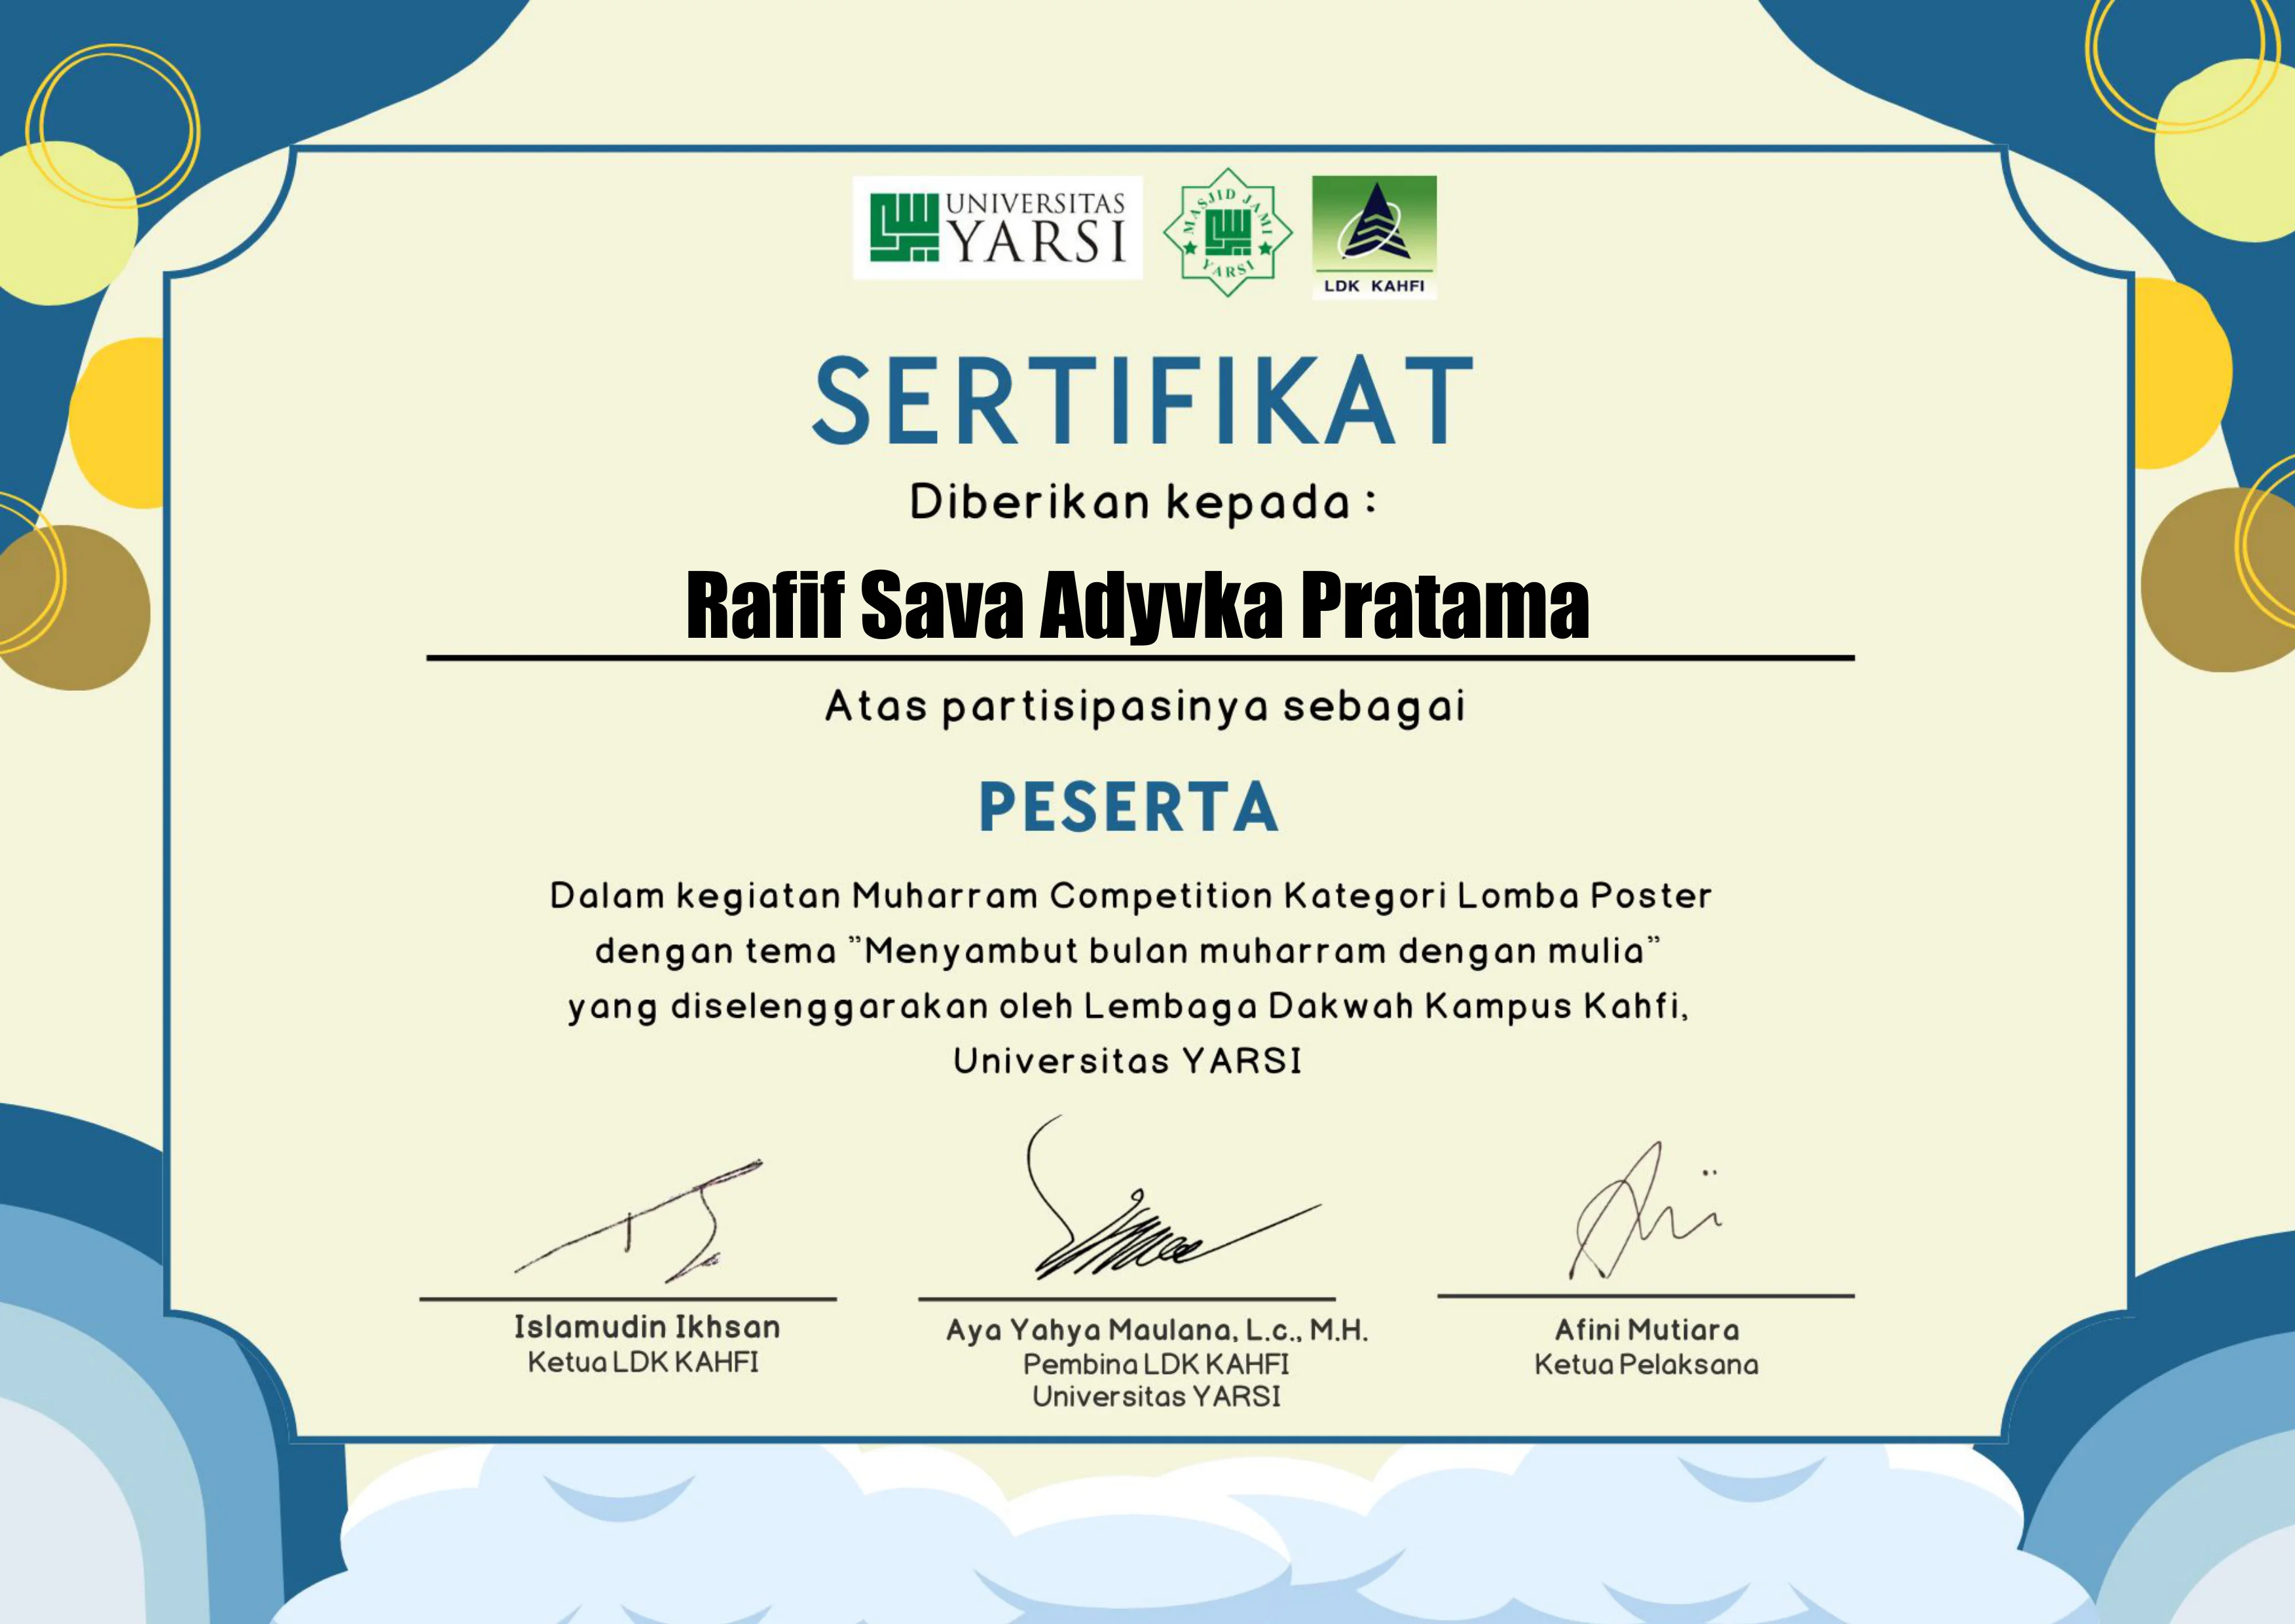 UNIVERSITAS
YARSI
MASJID JAMI
YARSI
LDK KAHFI
SERTIFIKAT
Diberikan kepada :
Rafif Sava Adyvka Pratama
Atas partisipasinya sebagai
PESERTA
Dalam kegiatan Muharram Competition Kategori Lomba Poster
dengan tema "Menyambut bulan muharram dengan mulia"
yang diselenggarakan oleh Lembaga Dakwah Kampus Kahfi,
Universitas YARSI
Islamudin Ikhsan
Ketua LDK KAHFI
Aya Yahya Maulana, L.c., M.H.
Pembina LDK KAHFI
Universitas YARSI
Afini Mutiara
Ketua Pelaksana